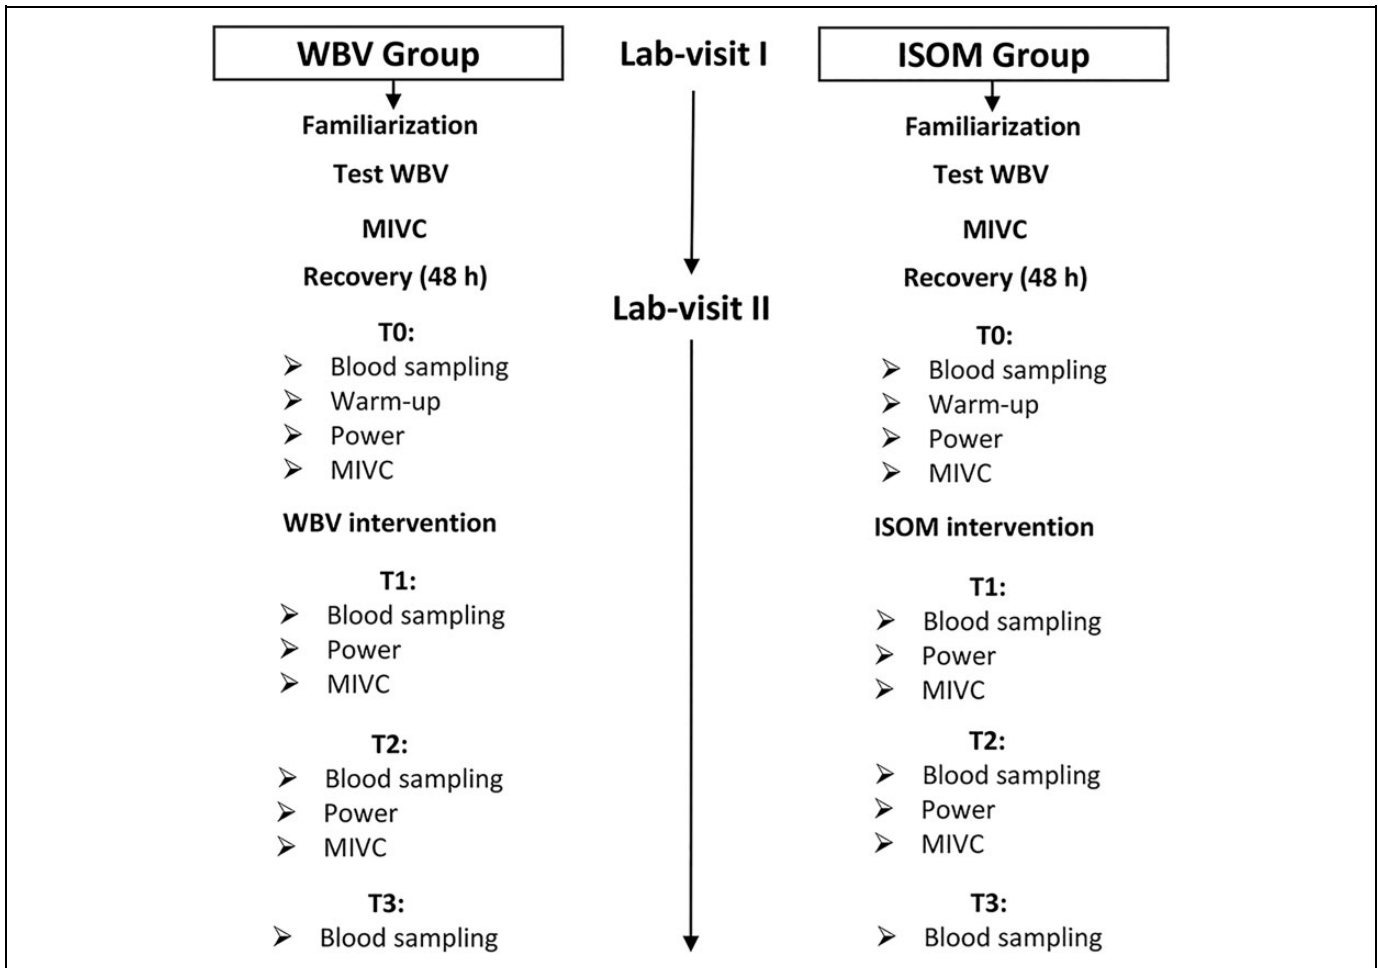 WBV Group
Familiarization
Test WBV
MIVC
Recovery (48 h)
T0:
➢ Blood sampling
➢ Warm-up
➢ Power
➢ MIVC
WBV intervention
T1:
➢ Blood sampling
➢ Power
➢ MIVC
T2:
➢ Blood sampling
➢ Power
➢ MIVC
T3:
➢ Blood sampling
Lab-visit I
Lab-visit II
ISOM Group
Familiarization
Test WBV
MIVC
Recovery (48 h)
T0:
➢ Blood sampling
➢ Warm-up
➢ Power
➢ MIVC
ISOM intervention
T1:
➢ Blood sampling
➢ Power
➢ MIVC
T2:
➢ Blood sampling
➢ Power
➢ MIVC
T3:
➢ Blood sampling